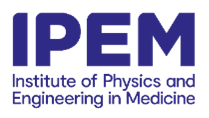 IPEM
Institute of Physics and
Engineering in Medicine